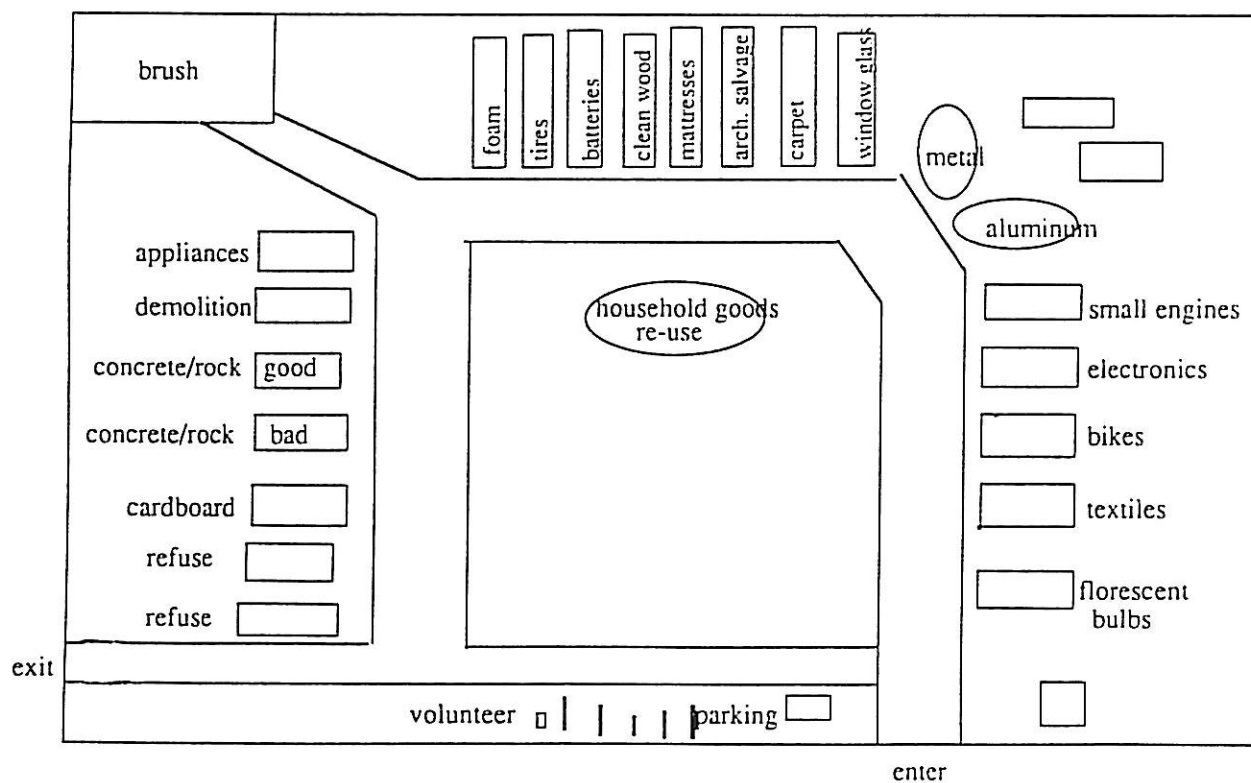 brush
foam
tires
batteries
clean wood
mattresses
arch. salvage
carpet
window glass
metal
aluminum
appliances
demolition
concrete/rock good
concrete/rock bad
cardboard
refuse
refuse
household goods
re-use
small engines
electronics
bikes
textiles
florescent
bulbs
exit
volunteer
parking
enter